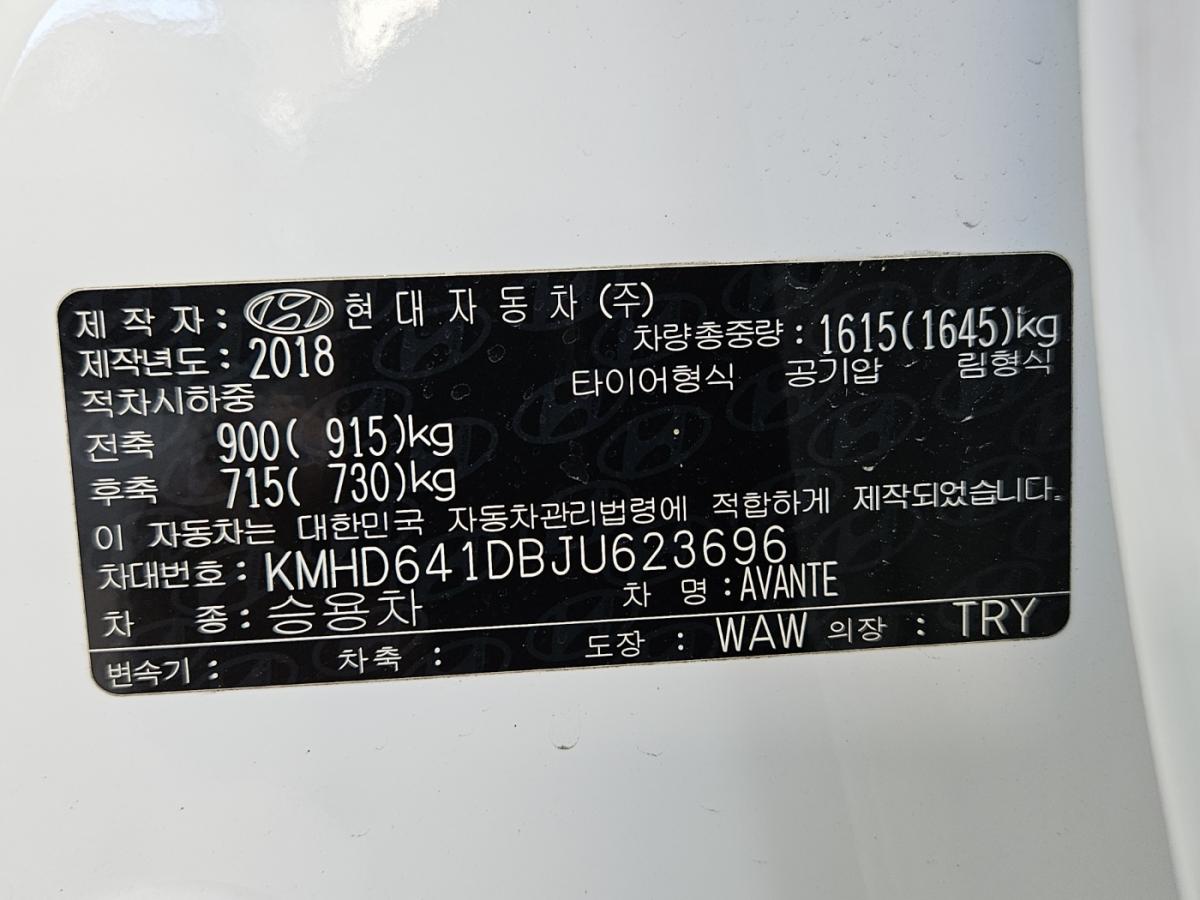 제 작 자 : 현 대 자 동 차 (주)
제작년도 : 2018 차량총중량 : 1615(1645)kg
적차시하중 타이어형식 공기압 림형식
전축 900( 915)kg
후축 715( 730)kg
이 자동차는 대한민국 자동차관리법령에 적합하게 제작되었습니다.
차대번호 : KMHD641DBJU623696
차 종 : 승용차 차 명 : AVANTE
변속기 : 차축 : 도장 : WAW 의장 : TRY